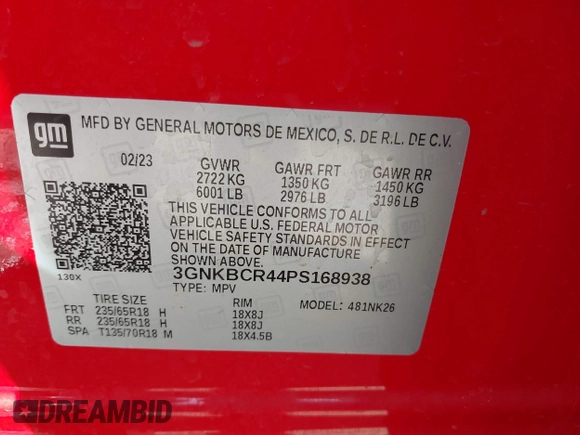 gm
MFD BY GENERAL MOTORS DE MEXICO, S. DE R.L. DE C.V.
02/23 GVWR GAWR FRT GAWR RR
2722 KG 1350 KG 1450 KG
6001 LB 2976 LB 3196 LB
THIS VEHICLE CONFORMS TO ALL
APPLICABLE U.S. FEDERAL MOTOR
VEHICLE SAFETY STANDARDS IN EFFECT
ON THE DATE OF MANUFACTURE
SHOWN ABOVE.
130X 3GNKBCR44PS168938
TYPE: MPV
TIRE SIZE RIM MODEL: 481NK26
FRT 235/65R18 H 18X8J
RR 235/65R18 H 18X8J
SPA T135/70R18 M 18X4.5B
DREAMBID